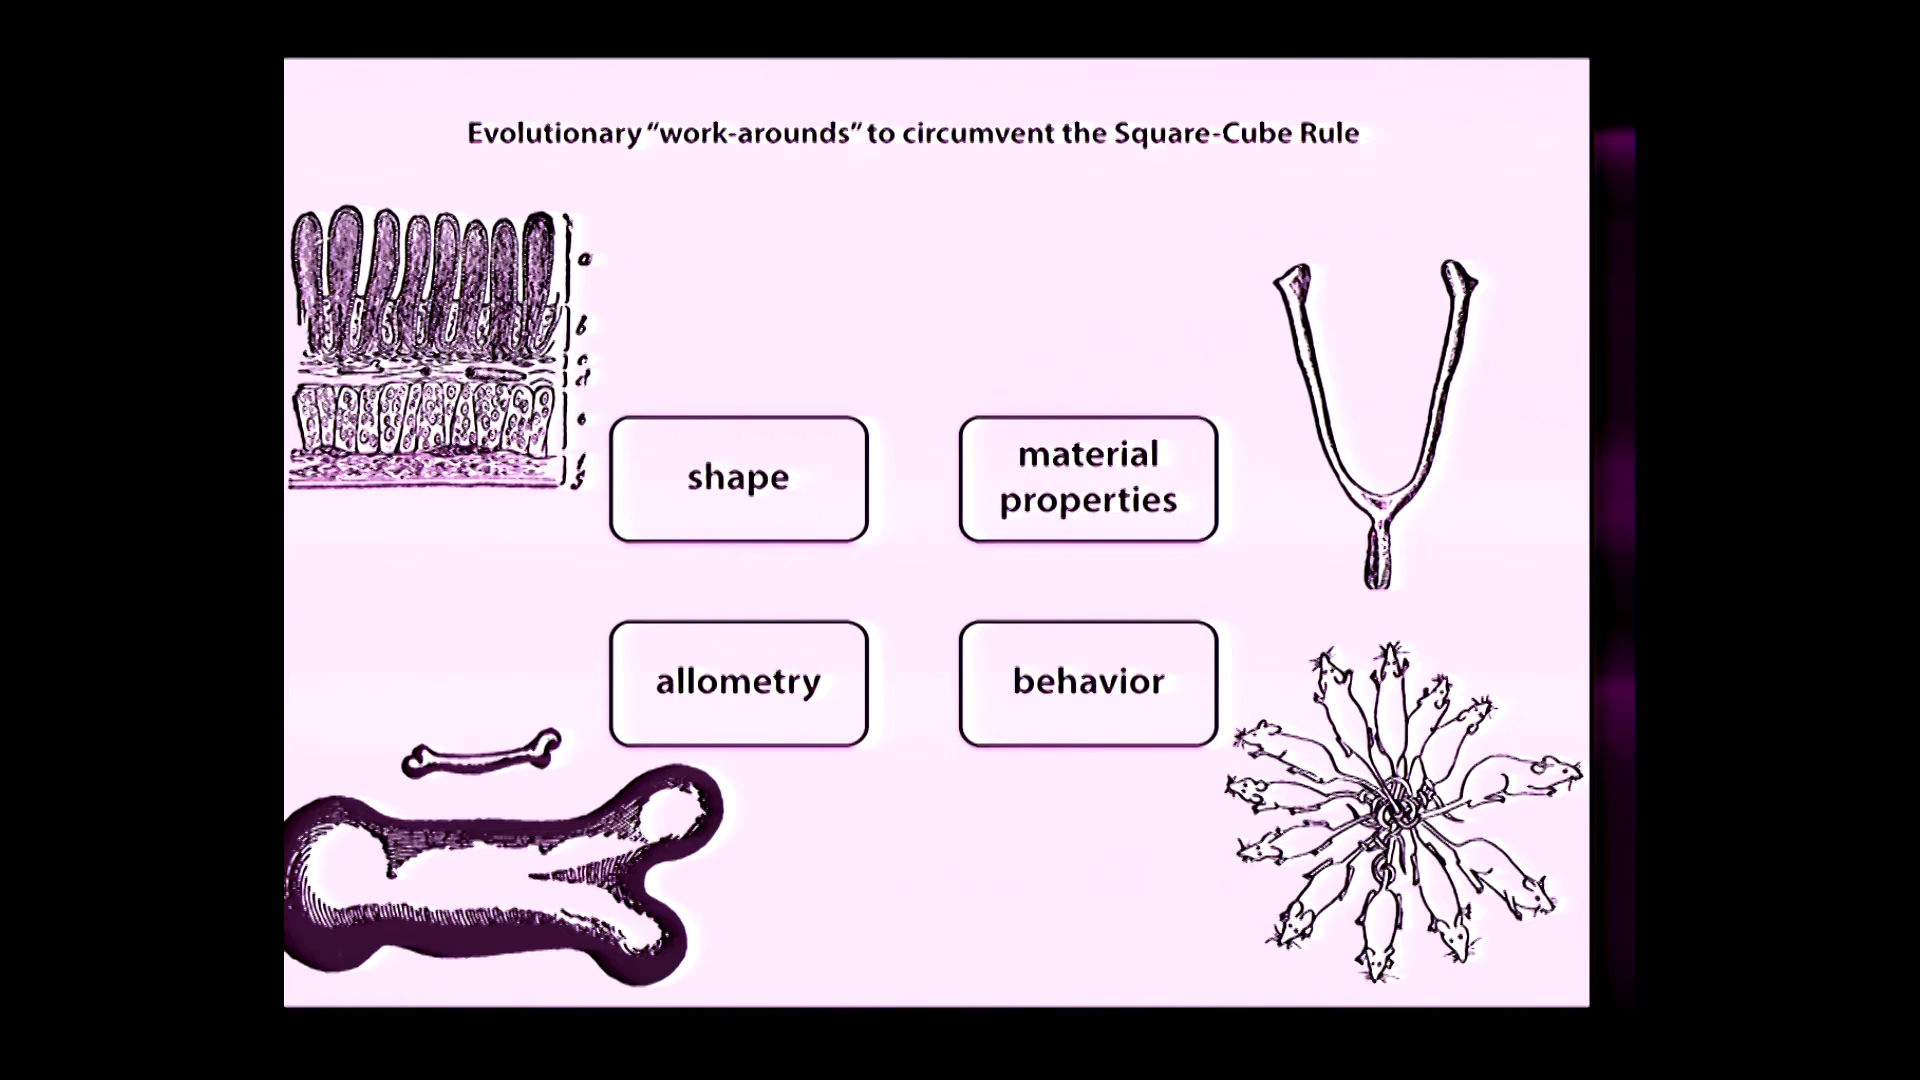 Evolutionary “work-arounds” to circumvent the Square-Cube Rule
a
b
c
d
e
f
g
shape
material
properties
allometry
behavior